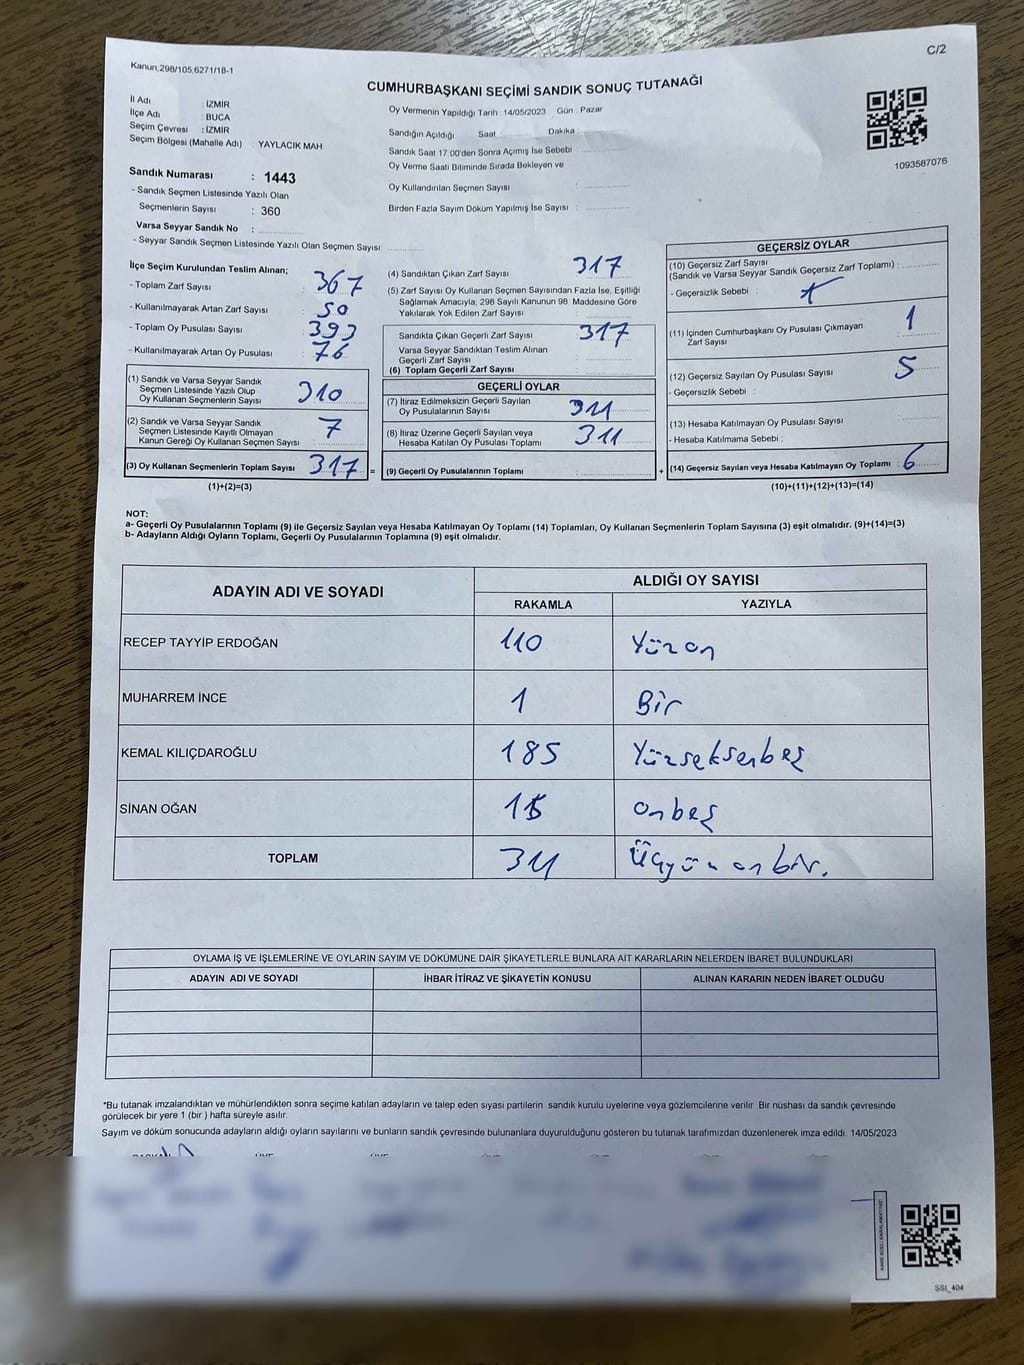 C/2
Kanun;298/105;6271/18-1
CUMHURBAŞKANI SEÇİMİ SANDIK SONUÇ TUTANAĞI
İl Adı : İZMİR
İlçe Adı : BUCA
Seçim Çevresi : İZMİR
Seçim Bölgesi (Mahalle Adı) : YAYLACIK MAH
Sandık Numarası : 1443
- Sandık Seçmen Listesinde Yazılı Olan
Seçmenlerin Sayısı : 360
Varsa Seyyar Sandık No :
- Seyyar Sandık Seçmen Listesinde Yazılı Olan Seçmen Sayısı:
Oy Vermenin Yapıldığı Tarih : 14/05/2023 Gün : Pazar
Sandığın Açıldığı Saat Dakika :
Sandık Saat 17:00'den Sonra Açımış İse Sebebi :
Oy Verme Saati Bitiminde Sırada Bekleyen ve
Oy Kullandırılan Seçmen Sayısı :
Birden Fazla Sayım Döküm Yapılmış İse Sayısı :
1093587076
İlçe Seçim Kurulundan Teslim Alınan;
- Toplam Zarf Sayısı : 367
- Kullanılmayarak Artan Zarf Sayısı : 50
- Toplam Oy Pusulası Sayısı : 393
- Kullanılmayarak Artan Oy Pusulası : 76
(1) Sandık ve Varsa Seyyar Sandık
Seçmen Listesinde Yazılı Olup
Oy Kullanan Seçmenlerin Sayısı 310
(2) Sandık ve Varsa Seyyar Sandık
Seçmen Listesinde Kayıtlı Olmayan
Kanun Gereği Oy Kullanan Seçmen Sayısı : 7
(3) Oy Kullanan Seçmenlerin Toplam Sayısı : 317 =
(1)+(2)=(3)
(4) Sandıktan Çıkan Zarf Sayısı : 317
(5) Zarf Sayısı Oy Kullanan Seçmen Sayısından Fazla İse, Eşitliği
Sağlamak Amacıyla, 298 Sayılı Kanunun 98. Maddesine Göre
Yakılarak Yok Edilen Zarf Sayısı :
Sandıkta Çıkan Geçerli Zarf Sayısı : 317
Varsa Seyyar Sandıktan Teslim Alınan
Geçerli Zarf Sayısı :
(6) Toplam Geçerli Zarf Sayısı :
GEÇERLİ OYLAR
(7) İtiraz Edilmeksizin Geçerli Sayılan
Oy Pusulalarının Sayısı : 311
(8) İtiraz Üzerine Geçerli Sayılan veya
Hesaba Katılan Oy Pusulası Toplamı : 311
(9) Geçerli Oy Pusulalarının Toplamı : +
GEÇERSİZ OYLAR
(10) Geçersiz Zarf Sayısı
(Sandık ve Varsa Seyyar Sandık Geçersiz Zarf Toplamı) :
- Geçersizlik Sebebi :
(11) İçinden Cumhurbaşkanı Oy Pusulası Çıkmayan
Zarf Sayısı : 1
(12) Geçersiz Sayılan Oy Pusulası Sayısı : 5
- Geçersizlik Sebebi :
(13) Hesaba Katılmayan Oy Pusulası Sayısı :
- Hesaba Katılmama Sebebi :
(14) Geçersiz Sayılan veya Hesaba Katılmayan Oy Toplamı : 6
(10)+(11)+(12)+(13)=(14)
NOT:
a- Geçerli Oy Pusulalarının Toplamı (9) ile Geçersiz Sayılan veya Hesaba Katılmayan Oy Toplamı (14) Toplamları, Oy Kullanan Seçmenlerin Toplam Sayısına (3) eşit olmalıdır. (9)+(14)=(3)
b- Adayların Aldığı Oyların Toplamı, Geçerli Oy Pusulalarının Toplamına (9) eşit olmalıdır.
ADAYIN ADI VE SOYADI ALDIĞI OY SAYISI
RAKAMLA YAZIYLA
RECEP TAYYİP ERDOĞAN 110 Yüzon
MUHARREM İNCE 1 Bir
KEMAL KILIÇDAROĞLU 185 Yüzseksenbeş
SİNAN OĞAN 15 onbeş
TOPLAM 311 Üçyüz onbir.
OYLAMA İŞ VE İŞLEMLERİNE VE OYLARIN SAYIM VE DÖKÜMÜNE DAİR ŞİKAYETLERLE BUNLARA AİT KARARLARIN NELERDEN İBARET BULUNDUKLARI
ADAYIN ADI VE SOYADI İHBAR İTİRAZ VE ŞİKAYETİN KONUSU ALINAN KARARIN NEDEN İBARET OLDUĞU
*Bu tutanak imzalandıktan ve mühürlendikten sonra seçime katılan adayların ve talep eden siyasi partilerin sandık kurulu üyelerine veya gözlemcilerine verilir Bir nüshası da sandık çevresinde
görülecek bir yere 1 (bir ) hafta süreyle asılır.
Sayım ve döküm sonucunda adayların aldığı oyların sayılarını ve bunların sandık çevresinde bulunanlara duyurulduğunu gösteren bu tutanak tarafımızdan düzenlenerek imza edildi. 14/05/2023
SSI_404